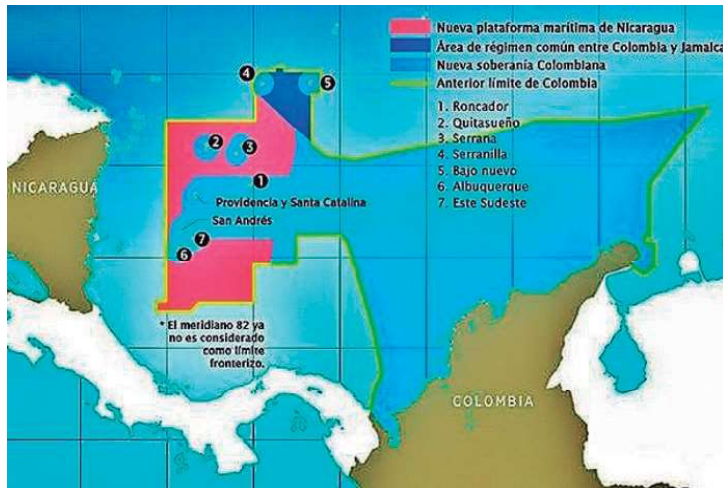 Nueva plataforma marítima de Nicaragua
Área de régimen común entre Colombia y Jamaica
Nueva soberanía Colombiana
Anterior límite de Colombia
1. Roncador
2. Quitasueño
3. Serrana
4. Serranilla
5. Bajo nuevo
6. Albuquerque
7. Este Sudeste
4
5
2
3
1
NICARAGUA
Providencia y Santa Catalina
San Andrés
7
6
* El meridiano 82 ya
no es considerado
como límite
fronterizo.
COLOMBIA